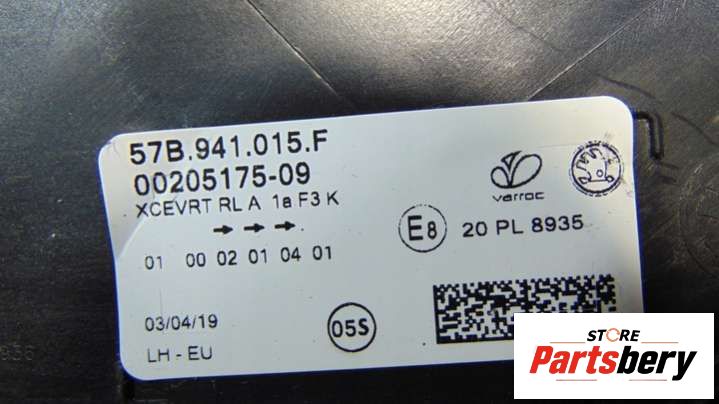 57B.941.015.F
00205175-09
XCEVRT RL A 1a F3 K
01 00 02 01 04 01
03/04/19
LH - EU
05S
varroc
E8
20 PL 8935
STORE
Partsbery